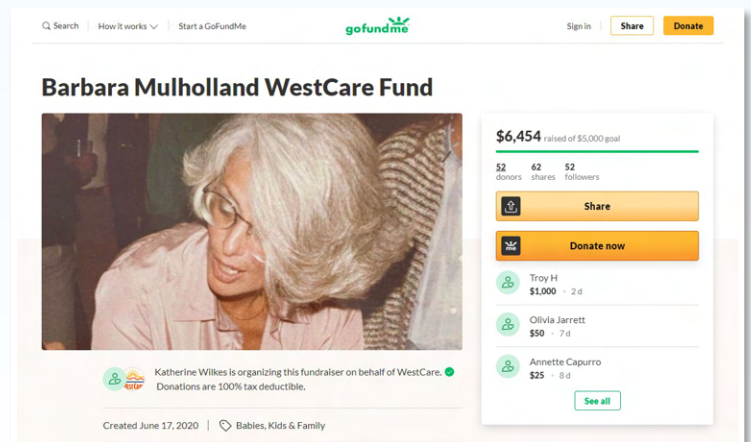 Search How it works Start a GoFundMe gofundme Sign in Share Donate
Barbara Mulholland WestCare Fund
$6,454 raised of $5,000 goal
52 62 52
donors shares followers
Share
Donate now
Troy H
$1,000 • 2 d
Olivia Jarrett
$50 • 7 d
Annette Capurro
$25 • 8 d
See all
Katherine Wilkes is organizing this fundraiser on behalf of WestCare.
Donations are 100% tax deductible.
Created June 17, 2020 | Babies, Kids & Family